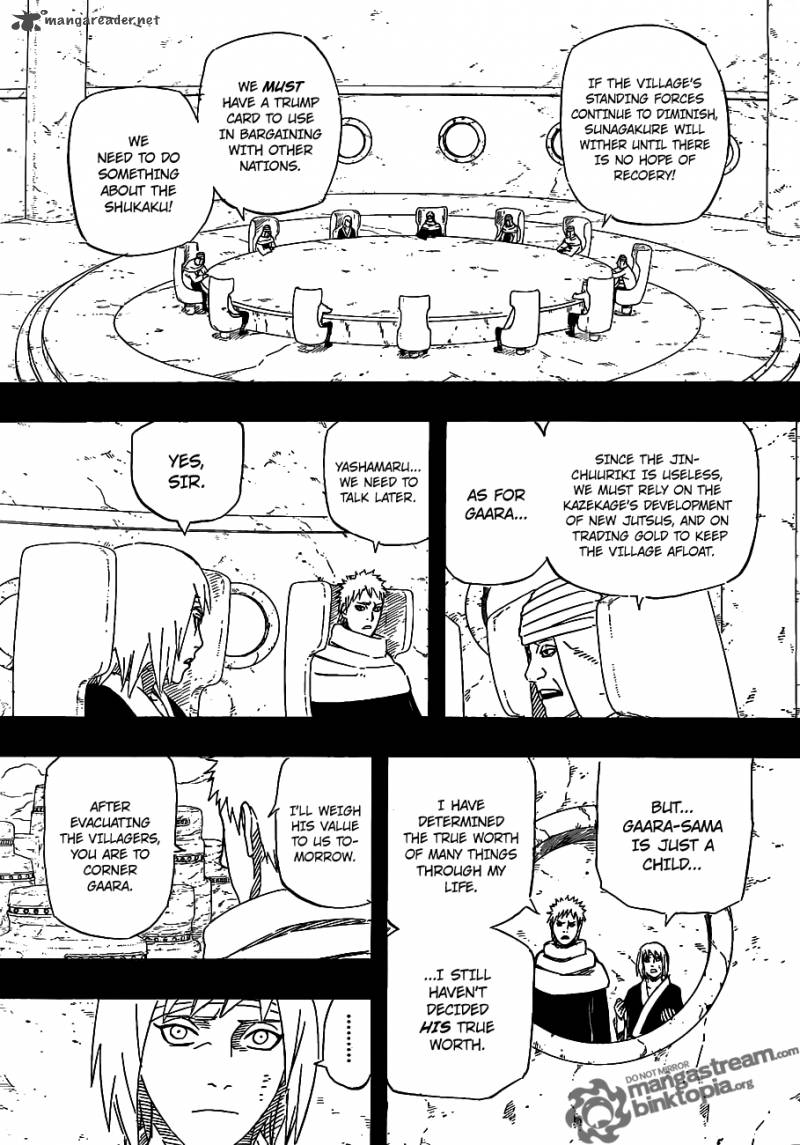 mangareader.net
IF THE VILLAGE'S
STANDING FORCES
CONTINUE TO DIMINISH,
SUNAGAKURE WILL
WITHER UNTIL THERE
IS NO HOPE OF
RECOERY!
WE MUST
HAVE A TRUMP
CARD TO USE
IN BARGAINING
WITH OTHER
NATIONS.
WE
NEED TO DO
SOMETHING
ABOUT THE
SHUKAKU!
SINCE THE JIN-
CHUURIKI IS USELESS,
WE MUST RELY ON THE
KAZEKAGE'S DEVELOPMENT
OF NEW JUTSUS, AND ON
TRADING GOLD TO KEEP
THE VILLAGE AFLOAT.
AS FOR
GAARA...
YASHAMARU...
WE NEED TO
TALK LATER.
YES,
SIR.
BUT...
GAARA-SAMA
IS JUST A
CHILD...
I HAVE
DETERMINED
THE TRUE WORTH
OF MANY THINGS
THROUGH MY
LIFE.
...I STILL
HAVEN'T
DECIDED
HIS TRUE
WORTH.
I'LL WEIGH
HIS VALUE
TO US TO-
MORROW.
AFTER
EVACUATING
THE VILLAGERS,
YOU ARE TO
CORNER
GAARA.
.........
DO NOT MIRROR
mangastream.com
binktopia.org